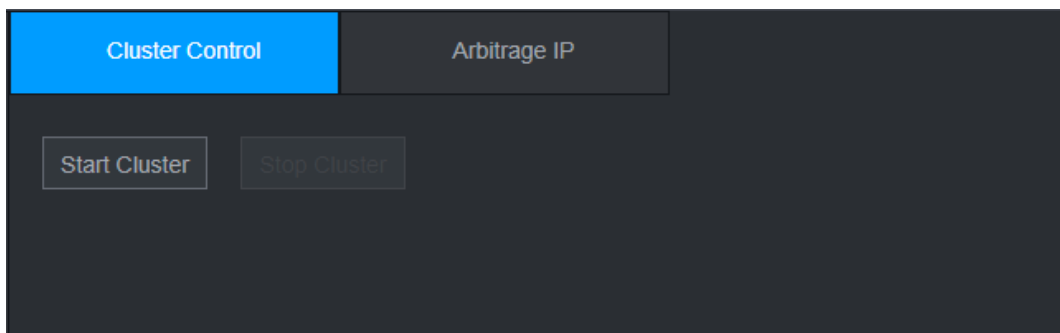 Cluster Control
Arbitrage IP
Start Cluster
Stop Cluster